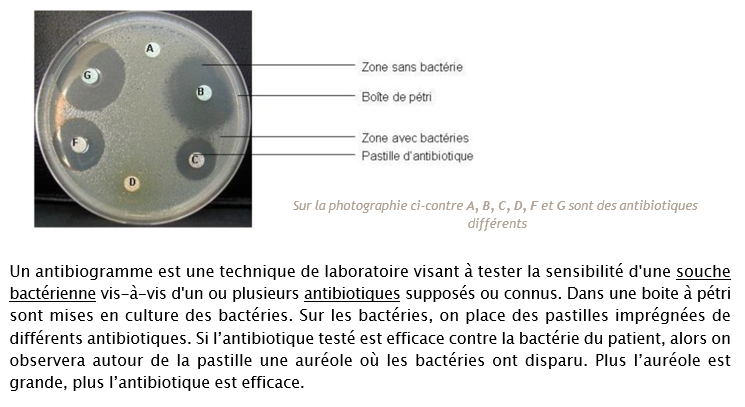 A
G
B
F
C
D
Zone sans bactérie
Boîte de pétri
Zone avec bactéries
Pastille d'antibiotique
Sur la photographie ci-contre A, B, C, D, F et G sont des antibiotiques
différents
Un antibiogramme est une technique de laboratoire visant à tester la sensibilité d'une souche
bactérienne vis-à-vis d'un ou plusieurs antibiotiques supposés ou connus. Dans une boite à pétri
sont mises en culture des bactéries. Sur les bactéries, on place des pastilles imprégnées de
différents antibiotiques. Si l’antibiotique testé est efficace contre la bactérie du patient, alors on
observera autour de la pastille une auréole où les bactéries ont disparu. Plus l’auréole est
grande, plus l’antibiotique est efficace.